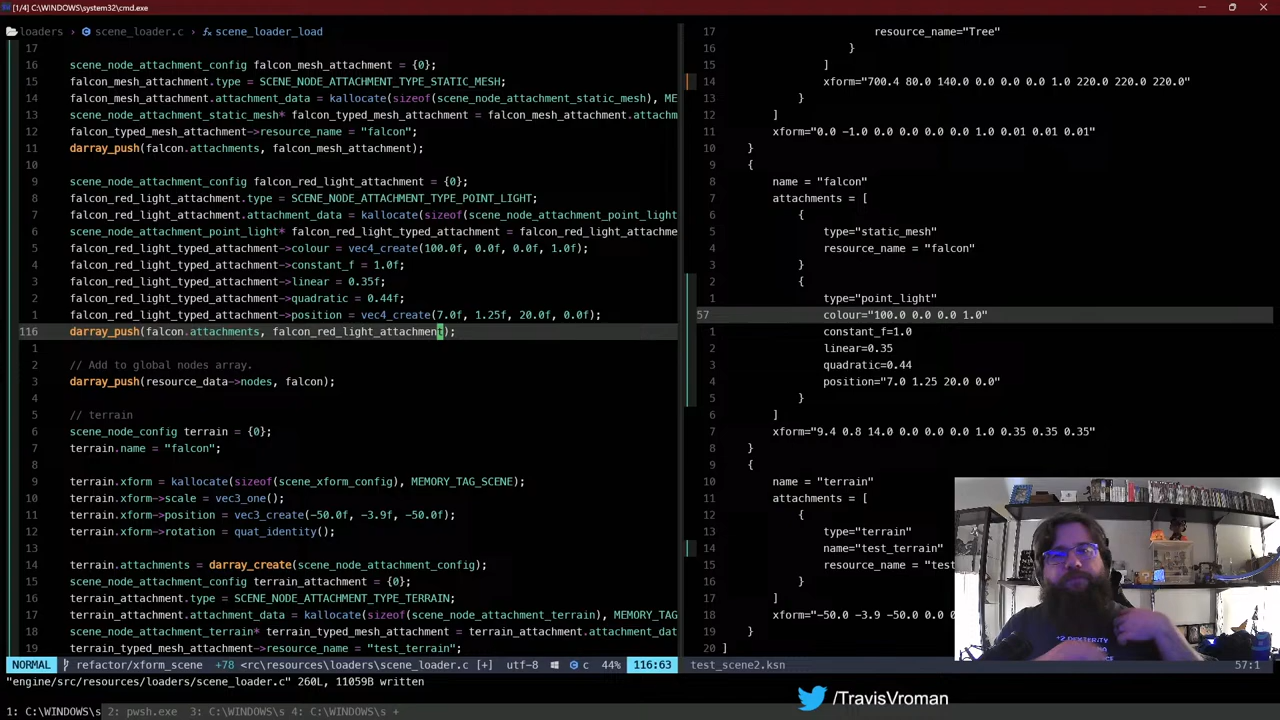 [1/4] C:\WINDOWS\system32\cmd.exe
loaders › scene_loader.c › scene_loader_load
17
16 scene_node_attachment_config falcon_mesh_attachment = {0};
15 falcon_mesh_attachment.type = SCENE_NODE_ATTACHMENT_TYPE_STATIC_MESH;
14 falcon_mesh_attachment.attachment_data = kallocate(sizeof(scene_node_attachment_static_mesh), ME
13 scene_node_attachment_static_mesh* falcon_typed_mesh_attachment = falcon_mesh_attachment.attachm
12 falcon_typed_mesh_attachment->resource_name = "falcon";
11 darray_push(falcon.attachments, falcon_mesh_attachment);
10
9 scene_node_attachment_config falcon_red_light_attachment = {0};
8 falcon_red_light_attachment.type = SCENE_NODE_ATTACHMENT_TYPE_POINT_LIGHT;
7 falcon_red_light_attachment.attachment_data = kallocate(sizeof(scene_node_attachment_point_light
6 scene_node_attachment_point_light* falcon_red_light_typed_attachment = falcon_red_light_attachme
5 falcon_red_light_typed_attachment->colour = vec4_create(100.0f, 0.0f, 0.0f, 1.0f);
4 falcon_red_light_typed_attachment->constant_f = 1.0f;
3 falcon_red_light_typed_attachment->linear = 0.35f;
2 falcon_red_light_typed_attachment->quadratic = 0.44f;
1 falcon_red_light_typed_attachment->position = vec4_create(7.0f, 1.25f, 20.0f, 0.0f);
116 darray_push(falcon.attachments, falcon_red_light_attachment);
1
2 // Add to global nodes array.
3 darray_push(resource_data->nodes, falcon);
4
5 // terrain
6 scene_node_config terrain = {0};
7 terrain.name = "falcon";
8
9 terrain.xform = kallocate(sizeof(scene_xform_config), MEMORY_TAG_SCENE);
10 terrain.xform->scale = vec3_one();
11 terrain.xform->position = vec3_create(-50.0f, -3.9f, -50.0f);
12 terrain.xform->rotation = quat_identity();
13
14 terrain.attachments = darray_create(scene_node_attachment_config);
15 scene_node_attachment_config terrain_attachment = {0};
16 terrain_attachment.type = SCENE_NODE_ATTACHMENT_TYPE_TERRAIN;
17 terrain_attachment.attachment_data = kallocate(sizeof(scene_node_attachment_terrain), MEMORY_TAG
18 scene_node_attachment_terrain* terrain_typed_mesh_attachment = terrain_attachment.attachment_dat
19 terrain_typed_mesh_attachment->resource_name = "test_terrain";
17 resource_name="Tree"
16 }
15 ]
14 xform="700.4 80.0 140.0 0.0 0.0 0.0 1.0 220.0 220.0 220.0"
13 }
12 ]
11 xform="0.0 -1.0 0.0 0.0 0.0 0.0 1.0 0.01 0.01 0.01"
10 }
9 {
8 name = "falcon"
7 attachments = [
6 {
5 type="static_mesh"
4 resource_name = "falcon"
3 }
2 {
1 type="point_light"
57 colour="100.0 0.0 0.0 1.0"
1 constant_f=1.0
2 linear=0.35
3 quadratic=0.44
4 position="7.0 1.25 20.0 0.0"
5 }
6 ]
7 xform="9.4 0.8 14.0 0.0 0.0 0.0 1.0 0.35 0.35 0.35"
8 }
9 {
10 name = "terrain"
11 attachments = [
12 {
13 type="terrain"
14 name="test_terrain"
15 resource_name = "tes
16 }
17 ]
18 xform="-50.0 -3.9 -50.0 0.0 0
19 }
20 ]
+2 DEXTERITY
NORMAL refactor/xform_scene +78 <rc\resources\loaders\scene_loader.c [+] utf-8 c 44% 116:63
test_scene2.ksn 57:1
"engine/src/resources/loaders/scene_loader.c" 260L, 11059B written
/TravisVroman
1: C:\WINDOWS\s 2: pwsh.exe 3: C:\WINDOWS\s 4: C:\WINDOWS\s +